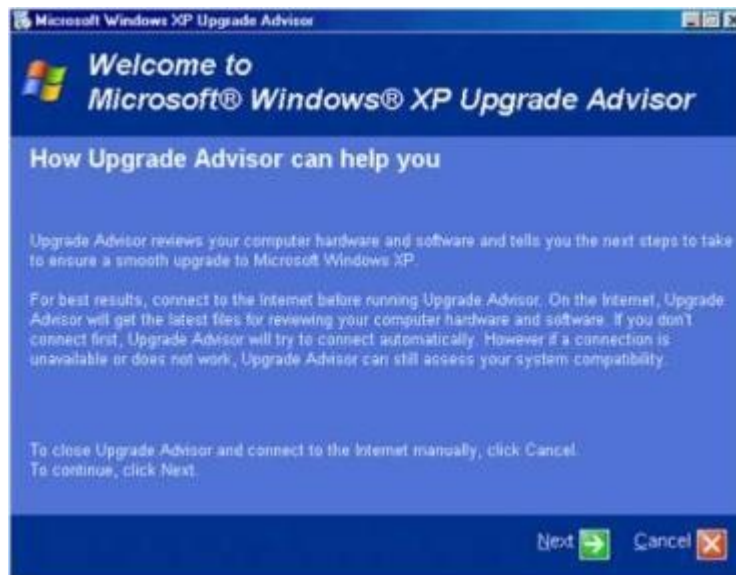 Microsoft Windows XP Upgrade Advisor
Welcome to
Microsoft® Windows® XP Upgrade Advisor
How Upgrade Advisor can help you
Upgrade Advisor reviews your computer hardware and software and tells you the next steps to take
to ensure a smooth upgrade to Microsoft Windows XP.
For best results, connect to the Internet before running Upgrade Advisor. On the Internet, Upgrade
Advisor will get the latest files for reviewing your computer hardware and software. If you don't
connect first, Upgrade Advisor will try to connect automatically. However if a connection is
unavailable or does not work, Upgrade Advisor can still assess your system compatibility.
To close Upgrade Advisor and connect to the Internet manually, click Cancel.
To continue, click Next.
Next Cancel